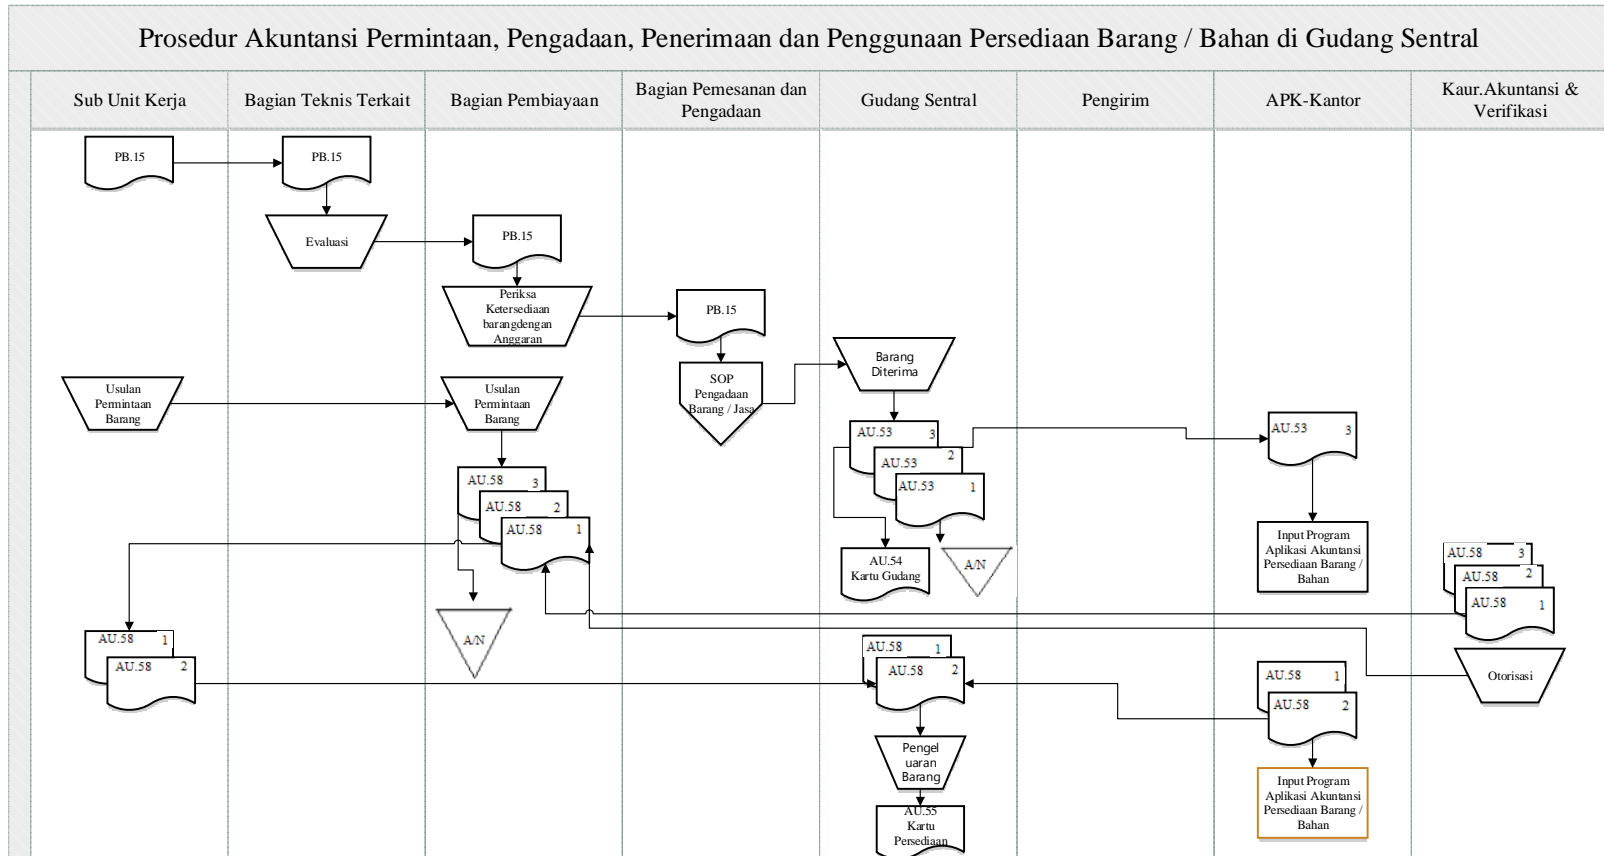 Prosedur Akuntansi Permintaan, Pengadaan, Penerimaan dan Penggunaan Persediaan Barang / Bahan di Gudang Sentral
Sub Unit Kerja
Bagian Teknis Terkait
Bagian Pembiayaan
Bagian Pemesanan dan
Pengadaan
Gudang Sentral
Pengirim
APK-Kantor
Kaur.Akuntansi &
Verifikasi
PB.15
PB.15
Evaluasi
PB.15
Periksa
Ketersediaan
barangdengan
Anggaran
PB.15
SOP
Pengadaan
Barang / Jasa
Barang
Diterima
Usulan
Permintaan
Barang
Usulan
Permintaan
Barang
AU.53 3
AU.53 2
AU.53 1
AU.53 3
AU.58 3
AU.58 2
AU.58 1
AU.54
Kartu Gudang
A/N
Input Program
Aplikasi Akuntansi
Persediaan Barang /
Bahan
AU.58 3
AU.58 2
AU.58 1
A/N
AU.58 1
AU.58 2
AU.58 1
AU.58 2
AU.58 1
AU.58 2
Otorisasi
Pengel
uaran
Barang
Input Program
Aplikasi Akuntansi
Persediaan Barang /
Bahan
AU.55
Kartu
Persediaan